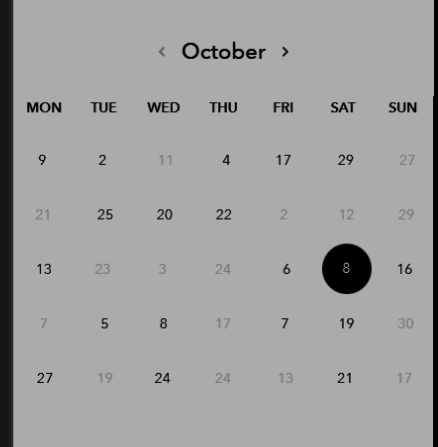 ‹ October ›
MON TUE WED THU FRI SAT SUN
9 2 11 4 17 29 27
21 25 20 22 2 12 29
13 23 3 24 6 8 16
7 5 8 17 7 19 30
27 19 24 24 13 21 17